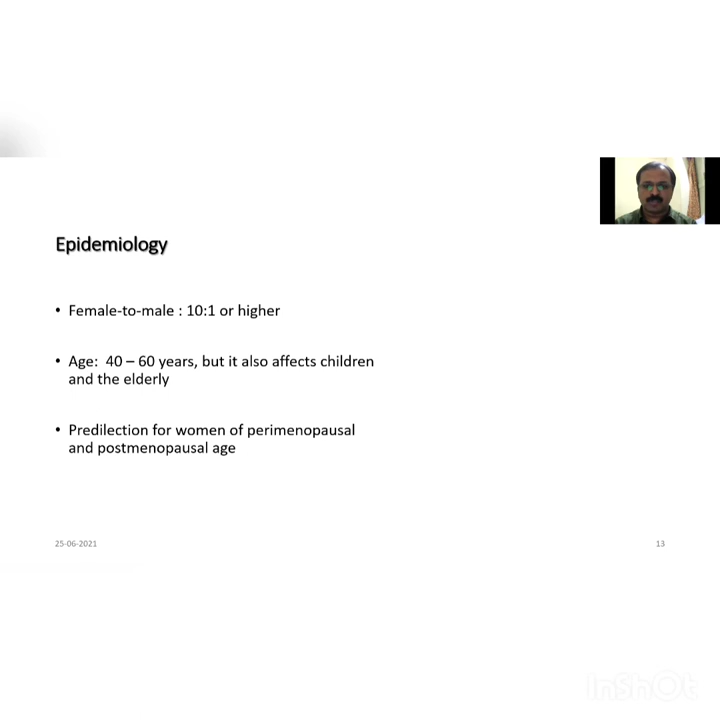 Epidemiology
• Female-to-male : 10:1 or higher
• Age:  40 – 60 years, but it also affects children
and the elderly
• Predilection for women of perimenopausal
and postmenopausal age
25-06-2021
13
InShOt